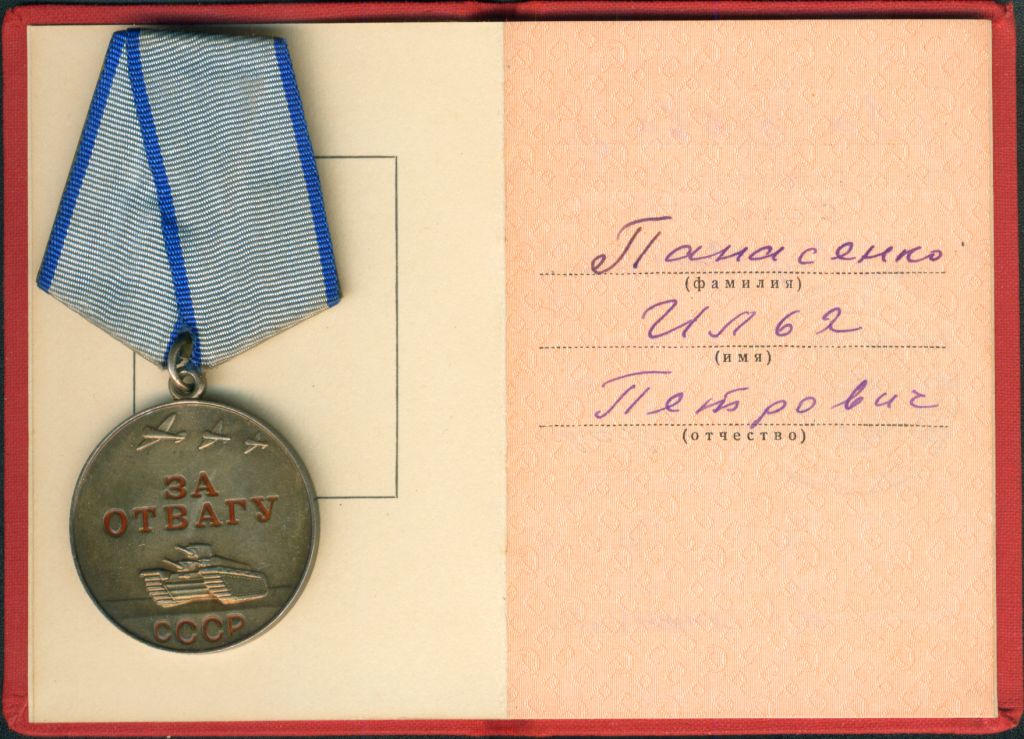 ЗА
ОТВАГУ
СССР
Панасенко
(фамилия)
Илья
(имя)
Петрович
(отчество)